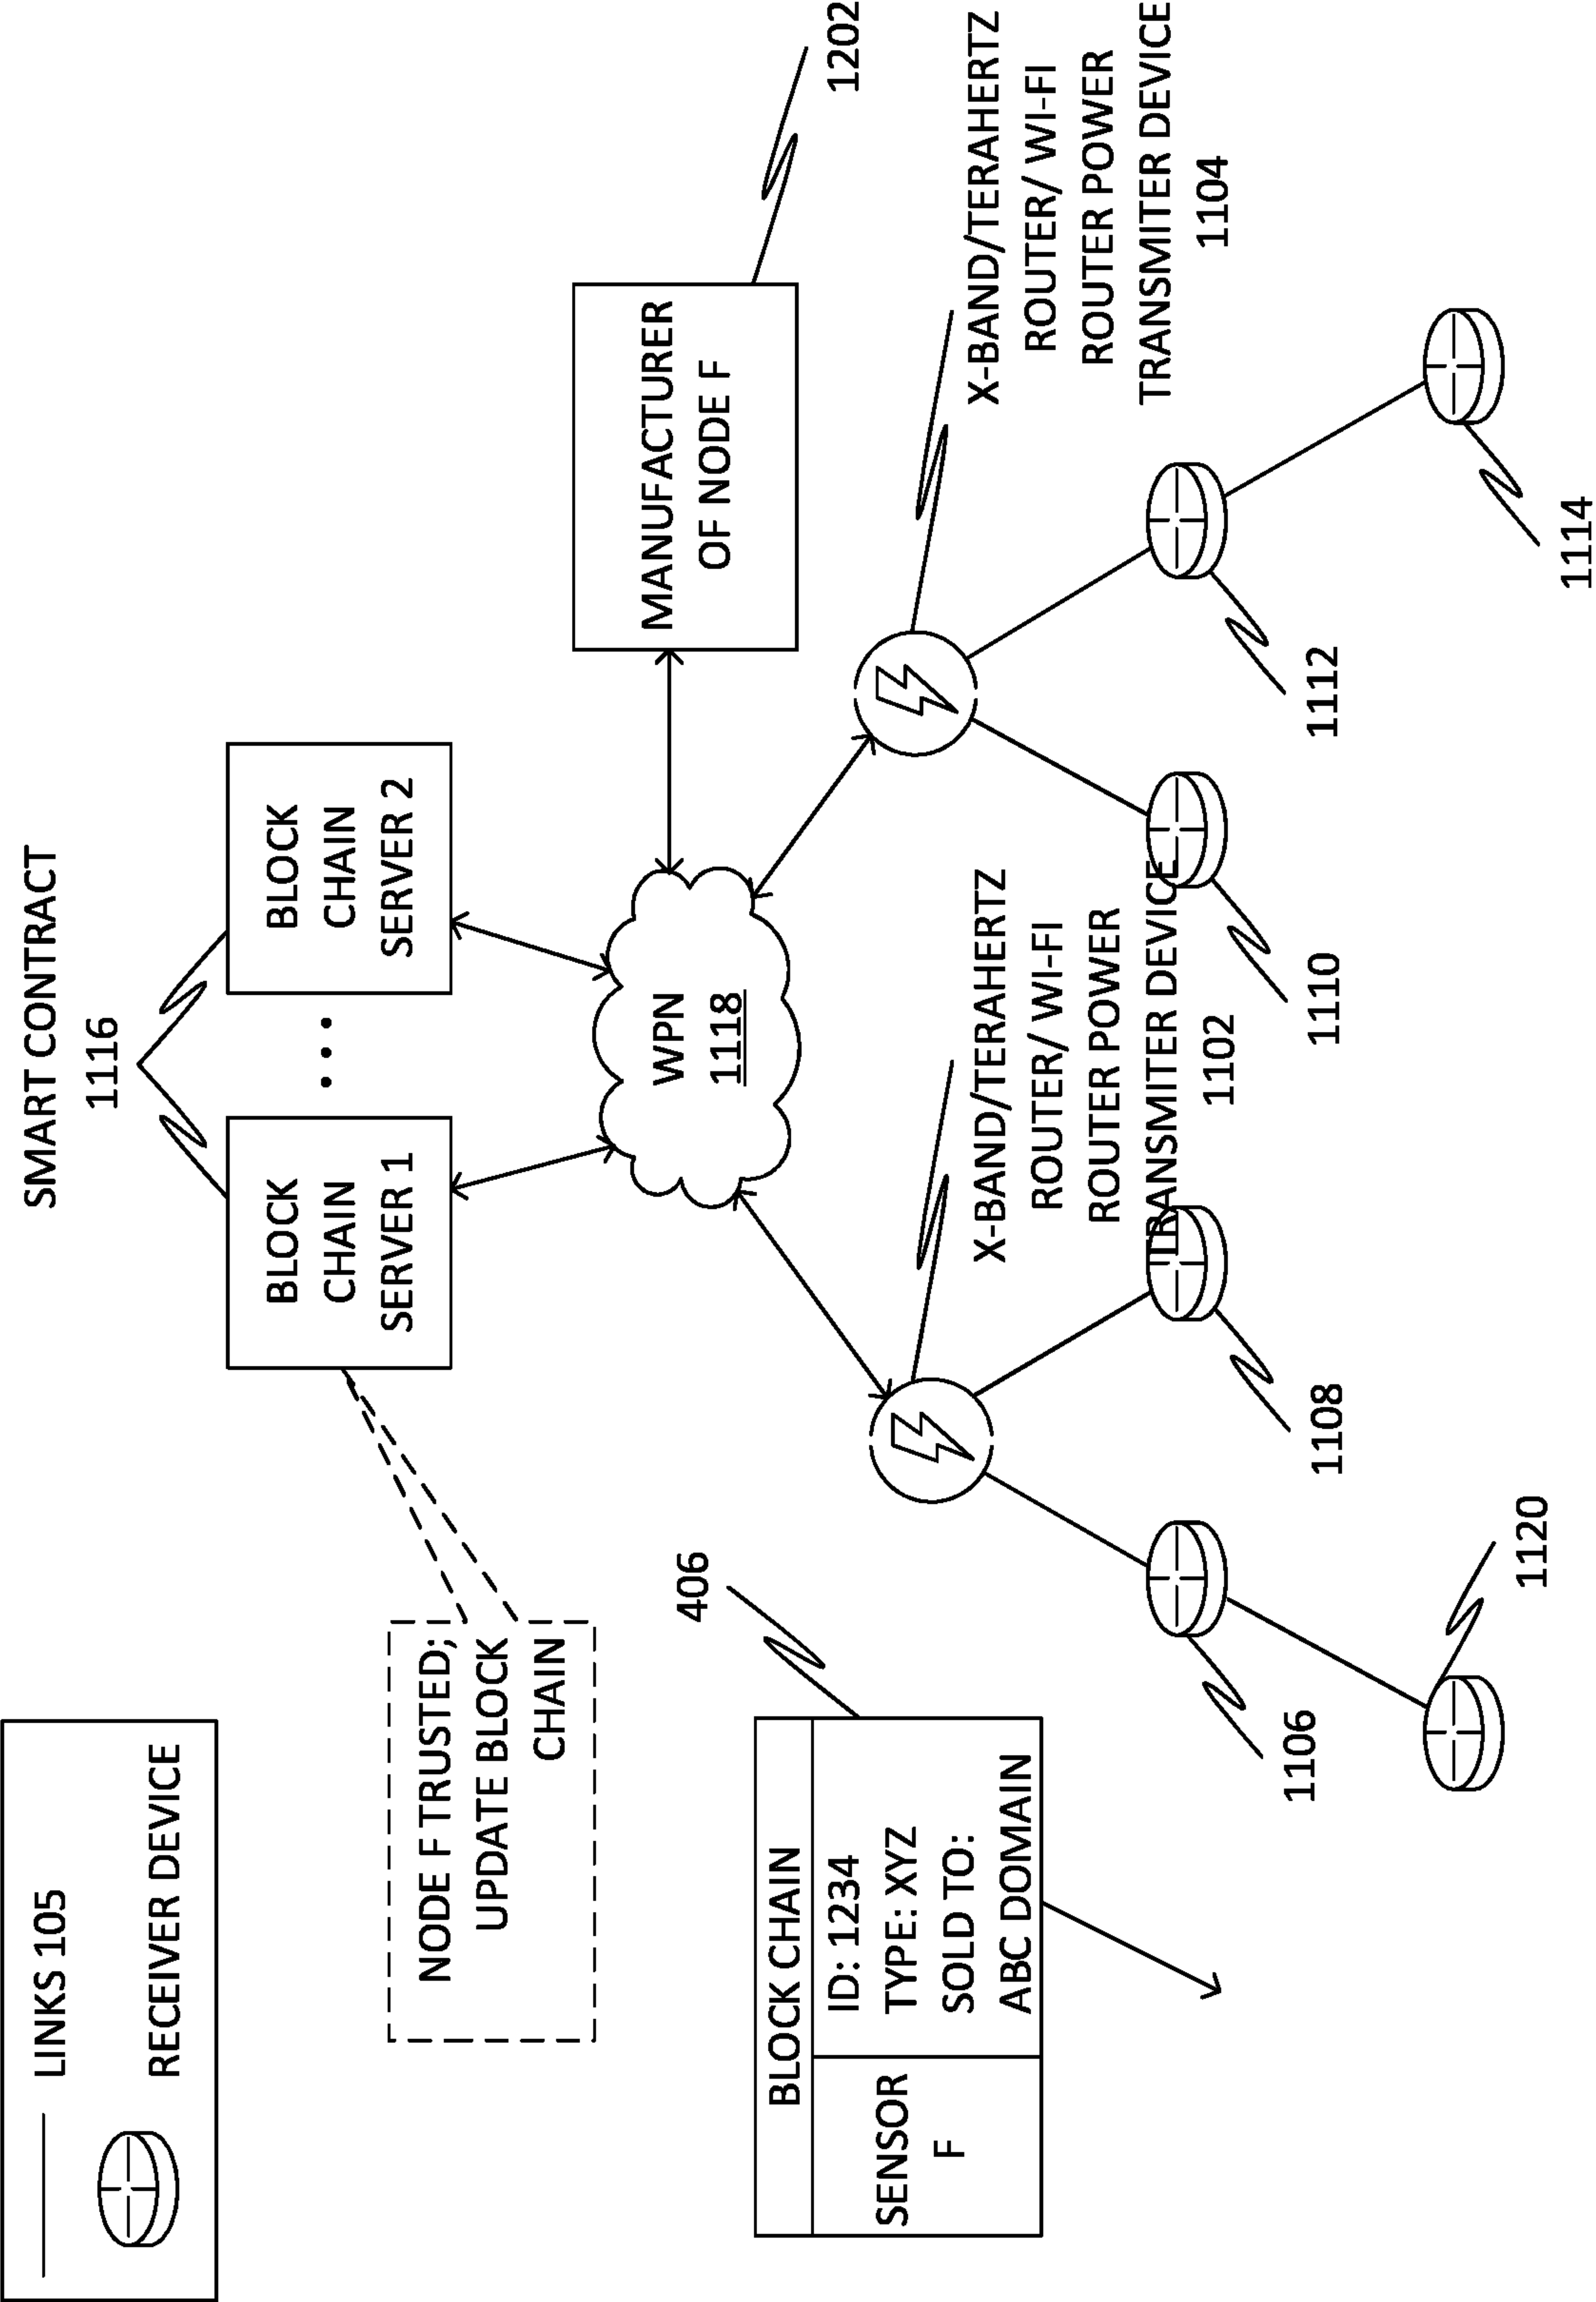 LINKS 105
RECEIVER DEVICE
SMART CONTRACT
1116
BLOCK
CHAIN
SERVER 1
...
BLOCK
CHAIN
SERVER 2
NODE F TRUSTED;
UPDATE BLOCK
CHAIN
WPN
1118
MANUFACTURER
OF NODE F
1202
406
BLOCK CHAIN
SENSOR
F
ID: 1234
TYPE: XYZ
SOLD TO:
ABC DOMAIN
X-BAND/TERAHERTZ
ROUTER/ WI-FI
ROUTER POWER
TRANSMITER DEVICE
1102
X-BAND/TERAHERTZ
ROUTER/ WI-FI
ROUTER POWER
TRANSMITER DEVICE
1104
1106
1108
1110
1112
1120
1114